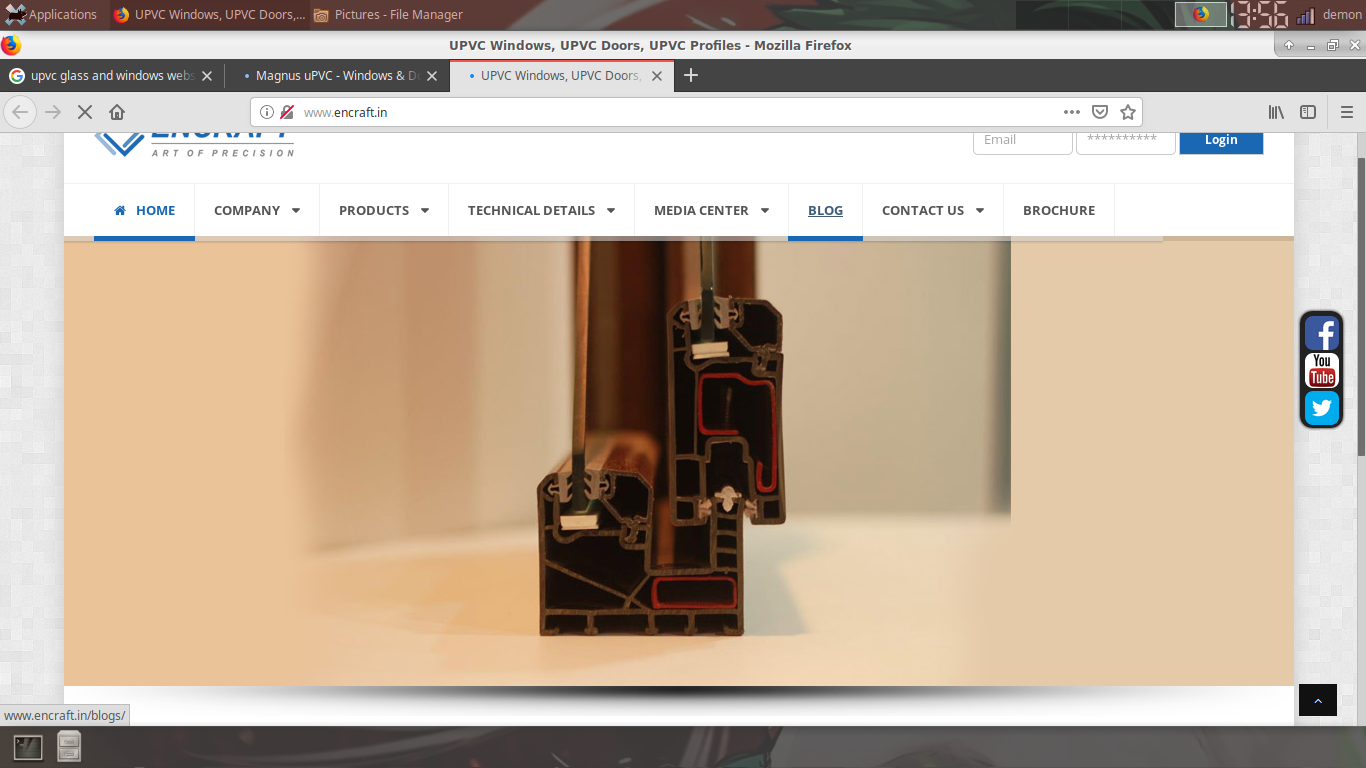 Applications
UPVC Windows, UPVC Doors,...
Pictures - File Manager
13:56
demon
UPVC Windows, UPVC Doors, UPVC Profiles - Mozilla Firefox
upvc glass and windows webs
Magnus uPVC - Windows & D
UPVC Windows, UPVC Doors,
www.encraft.in
ENCRAFT
ART OF PRECISION
Email
**********
Login
HOME
COMPANY
PRODUCTS
TECHNICAL DETAILS
MEDIA CENTER
BLOG
CONTACT US
BROCHURE
You
Tube
www.encraft.in/blogs/